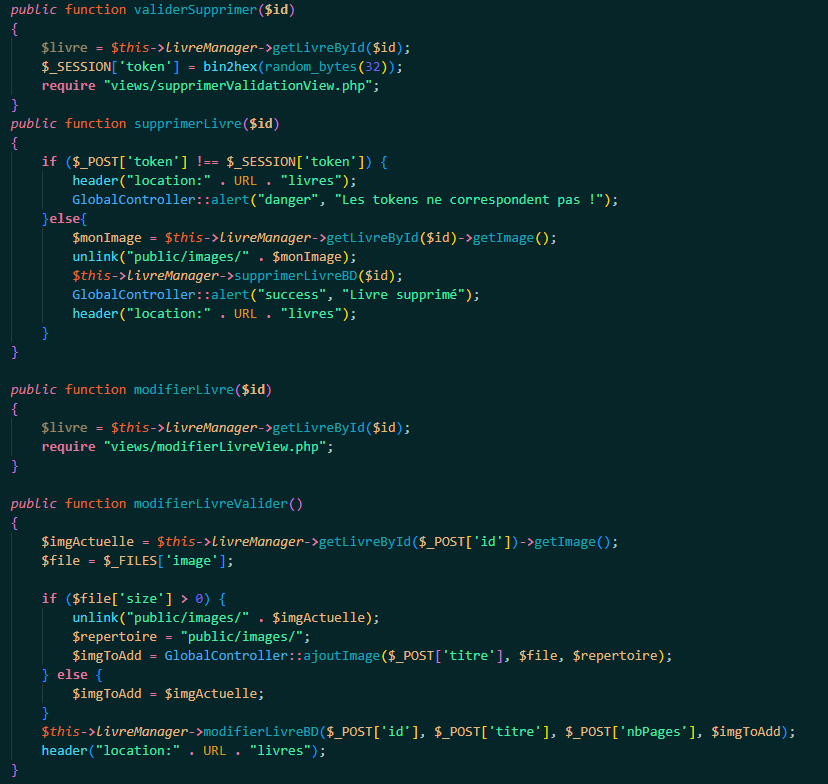 public function validerSupprimer($id)
{
    $livre = $this->livreManager->getLivreById($id);
    $_SESSION['token'] = bin2hex(random_bytes(32));
    require "views/supprimerValidationView.php";
}
public function supprimerLivre($id)
{
    if ($_POST['token'] !== $_SESSION['token']) {
        header("location:" . URL . "livres");
        GlobalController::alert("danger", "Les tokens ne correspondent pas !");
    }else{
        $monImage = $this->livreManager->getLivreById($id)->getImage();
        unlink("public/images/" . $monImage);
        $this->livreManager->supprimerLivreBD($id);
        GlobalController::alert("success", "Livre supprimé");
        header("location:" . URL . "livres");
    }
}

public function modifierLivre($id)
{
    $livre = $this->livreManager->getLivreById($id);
    require "views/modifierLivreView.php";
}

public function modifierLivreValider()
{
    $imgActuelle = $this->livreManager->getLivreById($_POST['id'])->getImage();
    $file = $_FILES['image'];

    if ($file['size'] > 0) {
        unlink("public/images/" . $imgActuelle);
        $repertoire = "public/images/";
        $imgToAdd = GlobalController::ajoutImage($_POST['titre'], $file, $repertoire);
    } else {
        $imgToAdd = $imgActuelle;
    }
    $this->livreManager->modifierLivreBD($_POST['id'], $_POST['titre'], $_POST['nbPages'], $imgToAdd);
    header("location:" . URL . "livres");
}